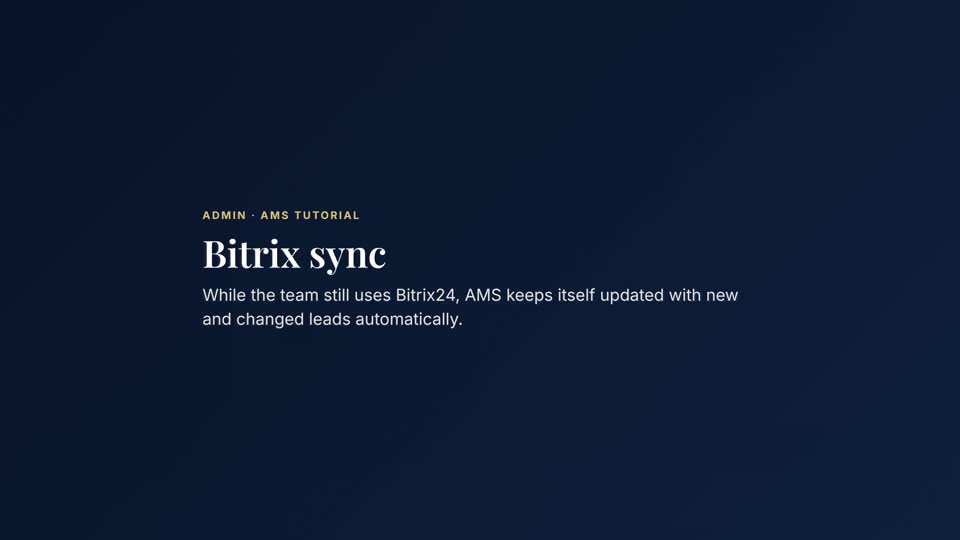 ADMIN · AMS TUTORIAL
Bitrix sync
While the team still uses Bitrix24, AMS keeps itself updated with new
and changed leads automatically.